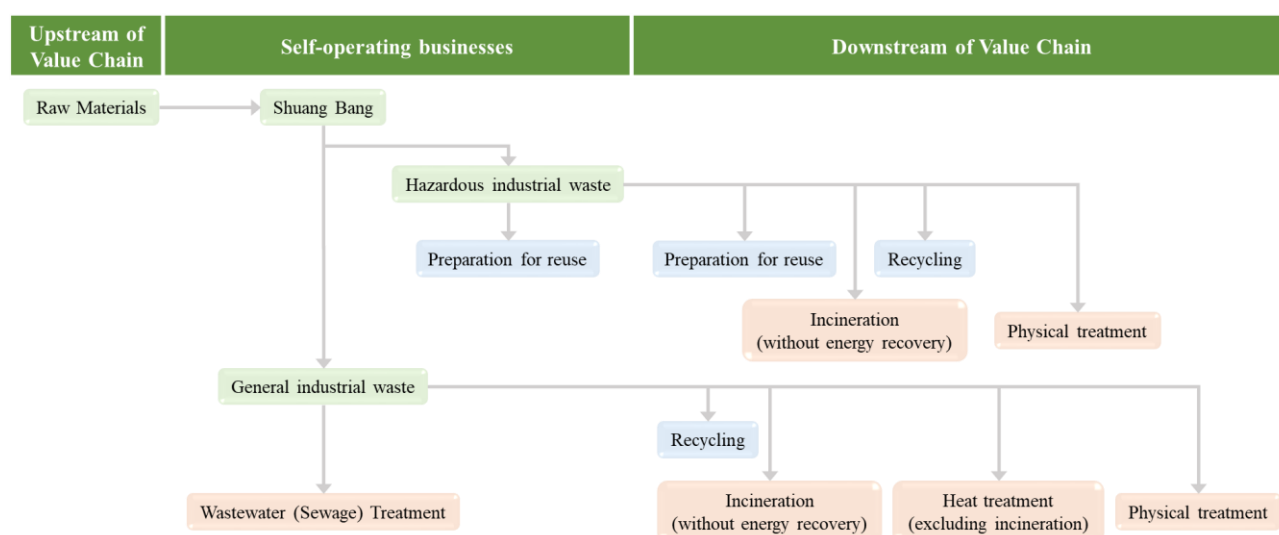 Upstream of
Value Chain
Self-operating businesses
Downstream of Value Chain
Raw Materials
Shuang Bang
Hazardous industrial waste
Preparation for reuse
Preparation for reuse
Recycling
Incineration
(without energy recovery)
Physical treatment
General industrial waste
Recycling
Wastewater (Sewage) Treatment
Incineration
(without energy recovery)
Heat treatment
(excluding incineration)
Physical treatment